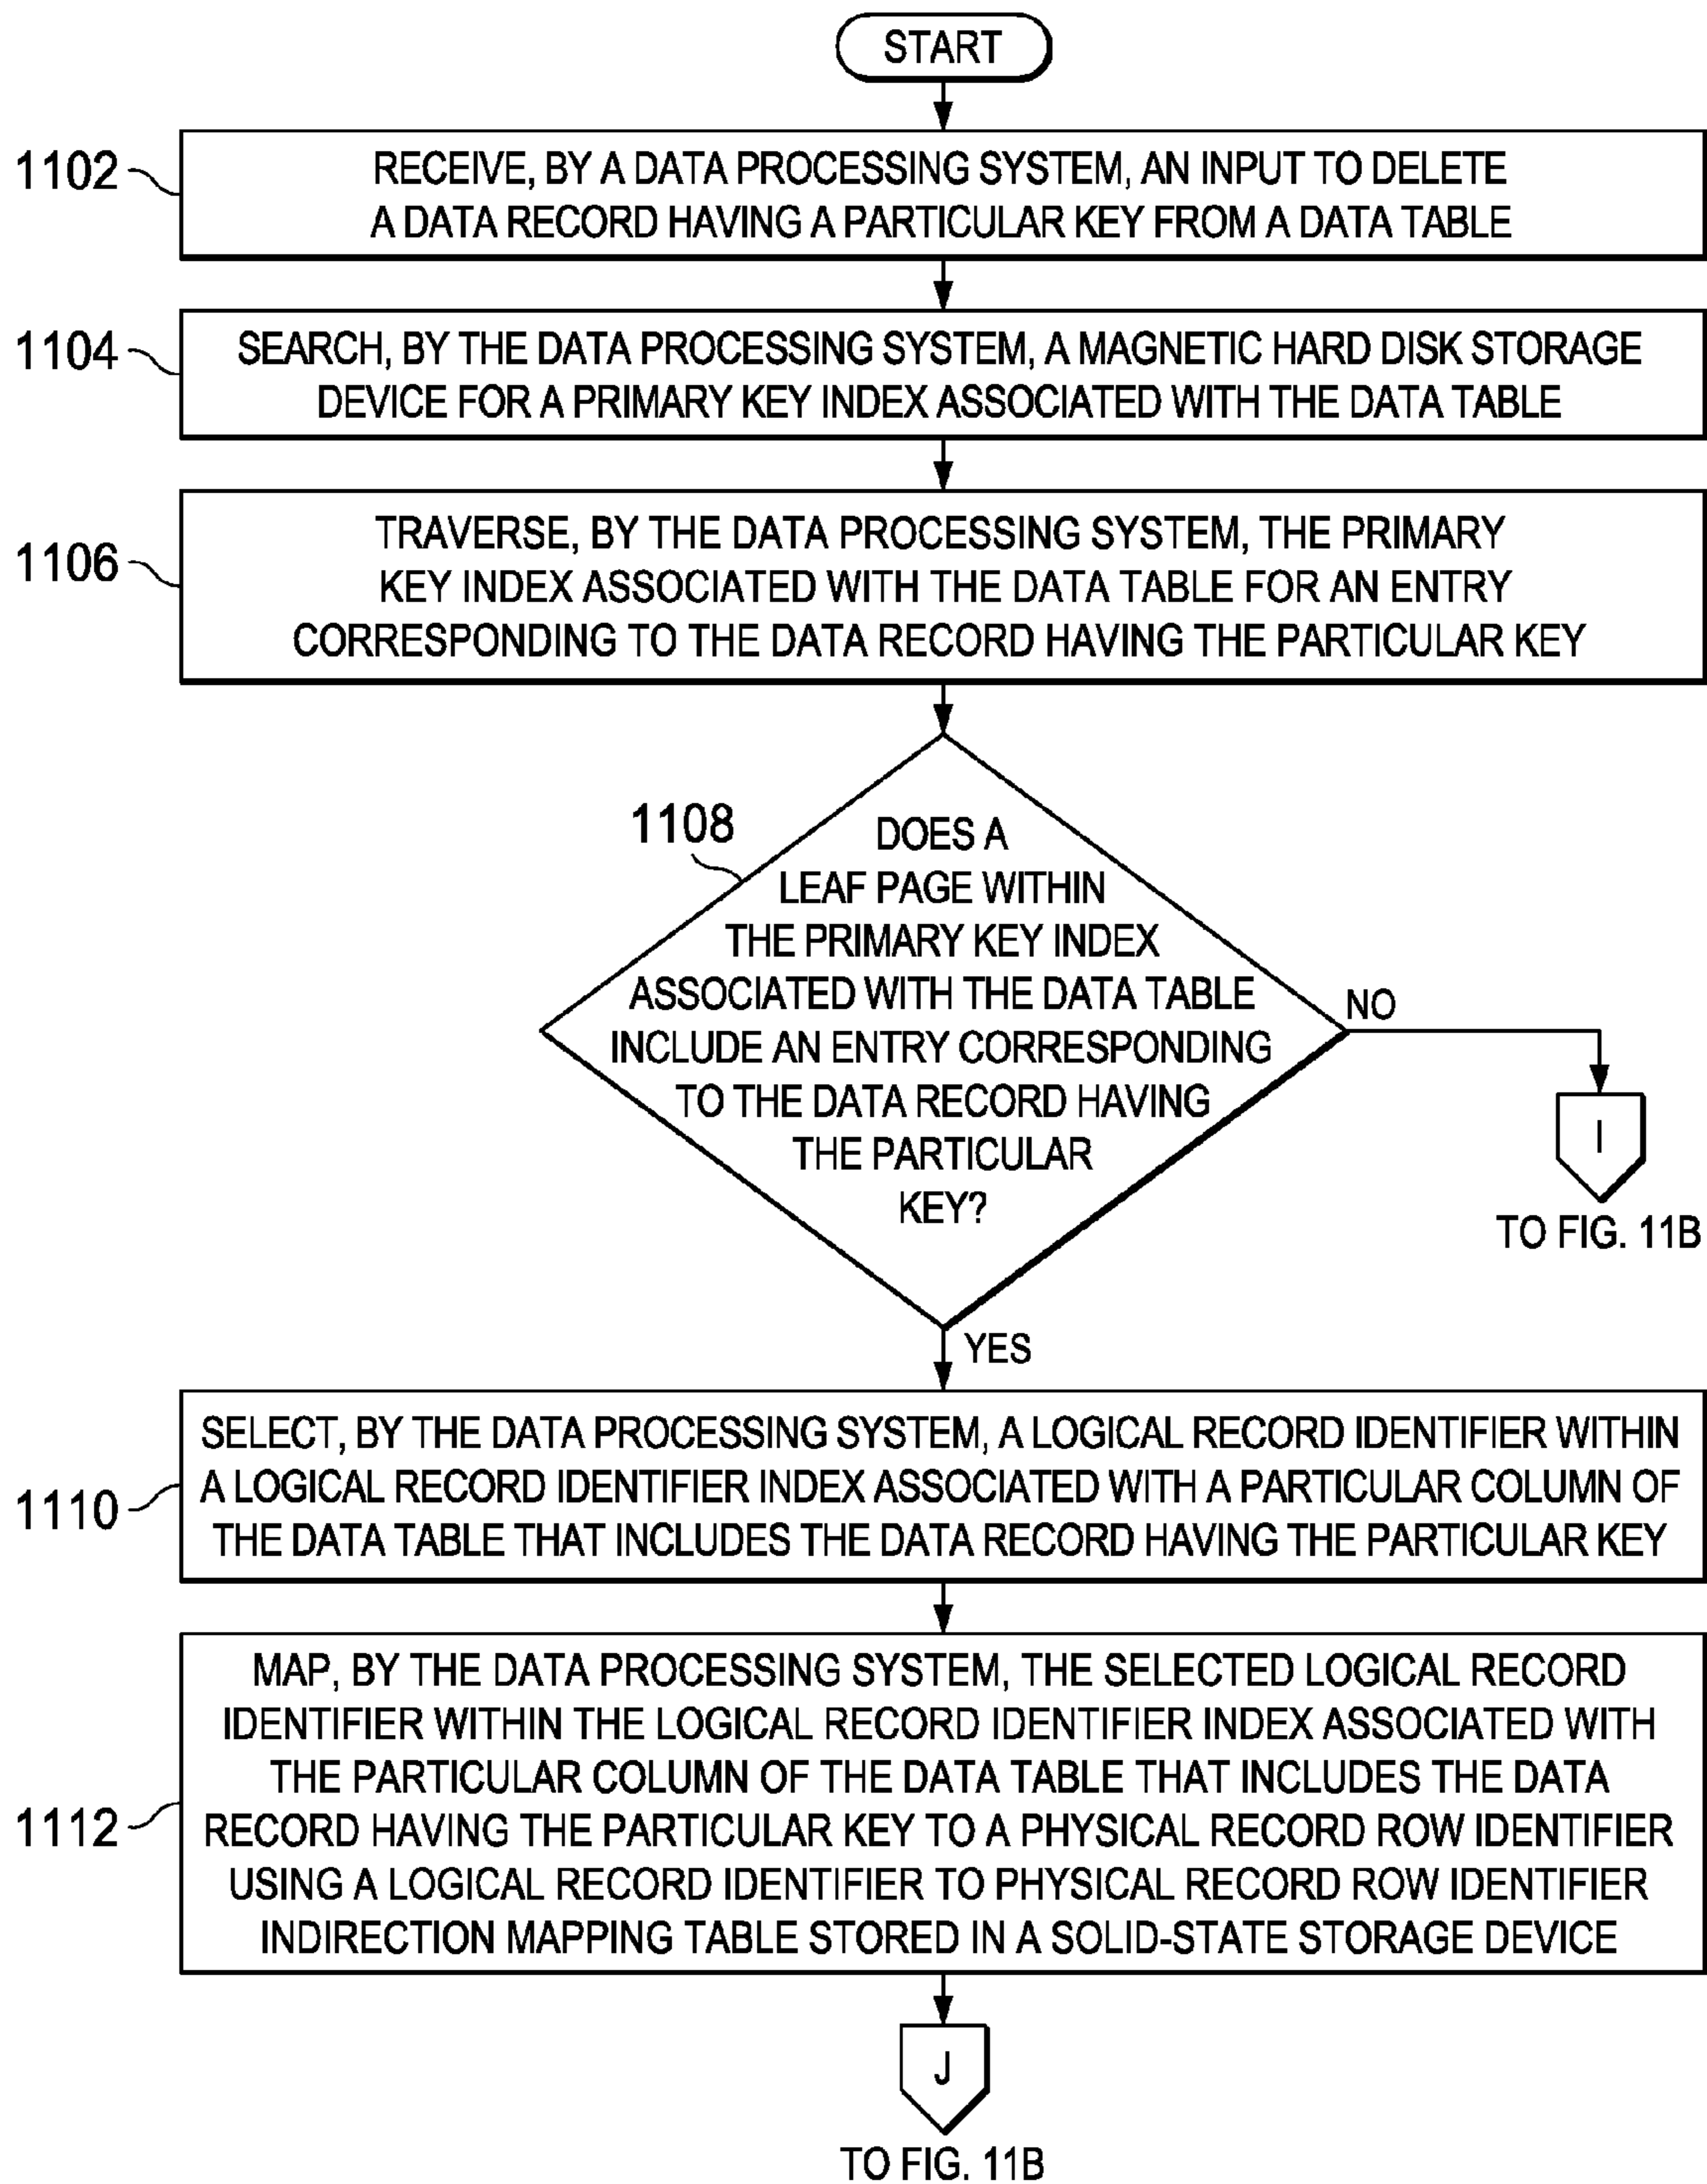 START
1102
RECEIVE, BY A DATA PROCESSING SYSTEM, AN INPUT TO DELETE
A DATA RECORD HAVING A PARTICULAR KEY FROM A DATA TABLE
1104
SEARCH, BY THE DATA PROCESSING SYSTEM, A MAGNETIC HARD DISK STORAGE
DEVICE FOR A PRIMARY KEY INDEX ASSOCIATED WITH THE DATA TABLE
1106
TRAVERSE, BY THE DATA PROCESSING SYSTEM, THE PRIMARY
KEY INDEX ASSOCIATED WITH THE DATA TABLE FOR AN ENTRY
CORRESPONDING TO THE DATA RECORD HAVING THE PARTICULAR KEY
1108
DOES A
LEAF PAGE WITHIN
THE PRIMARY KEY INDEX
ASSOCIATED WITH THE DATA TABLE
INCLUDE AN ENTRY CORRESPONDING
TO THE DATA RECORD HAVING
THE PARTICULAR
KEY?
NO
I
TO FIG. 11B
YES
1110
SELECT, BY THE DATA PROCESSING SYSTEM, A LOGICAL RECORD IDENTIFIER WITHIN
A LOGICAL RECORD IDENTIFIER INDEX ASSOCIATED WITH A PARTICULAR COLUMN OF
THE DATA TABLE THAT INCLUDES THE DATA RECORD HAVING THE PARTICULAR KEY
1112
MAP, BY THE DATA PROCESSING SYSTEM, THE SELECTED LOGICAL RECORD
IDENTIFIER WITHIN THE LOGICAL RECORD IDENTIFIER INDEX ASSOCIATED WITH
THE PARTICULAR COLUMN OF THE DATA TABLE THAT INCLUDES THE DATA
RECORD HAVING THE PARTICULAR KEY TO A PHYSICAL RECORD ROW IDENTIFIER
USING A LOGICAL RECORD IDENTIFIER TO PHYSICAL RECORD ROW IDENTIFIER
INDIRECTION MAPPING TABLE STORED IN A SOLID-STATE STORAGE DEVICE
J
TO FIG. 11B